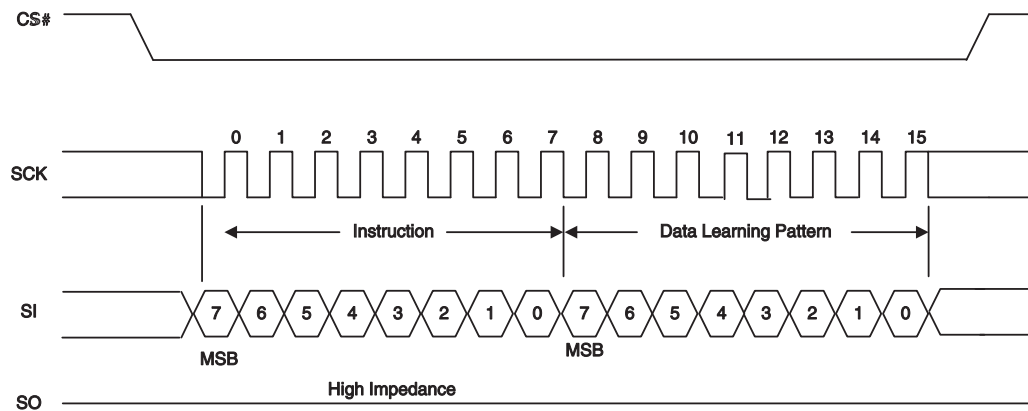 CS#
0 1 2 3 4 5 6 7 8 9 10 11 12 13 14 15
SCK
Instruction Data Learning Pattern
SI 7 6 5 4 3 2 1 0 7 6 5 4 3 2 1 0
MSB MSB
High Impedance
SO